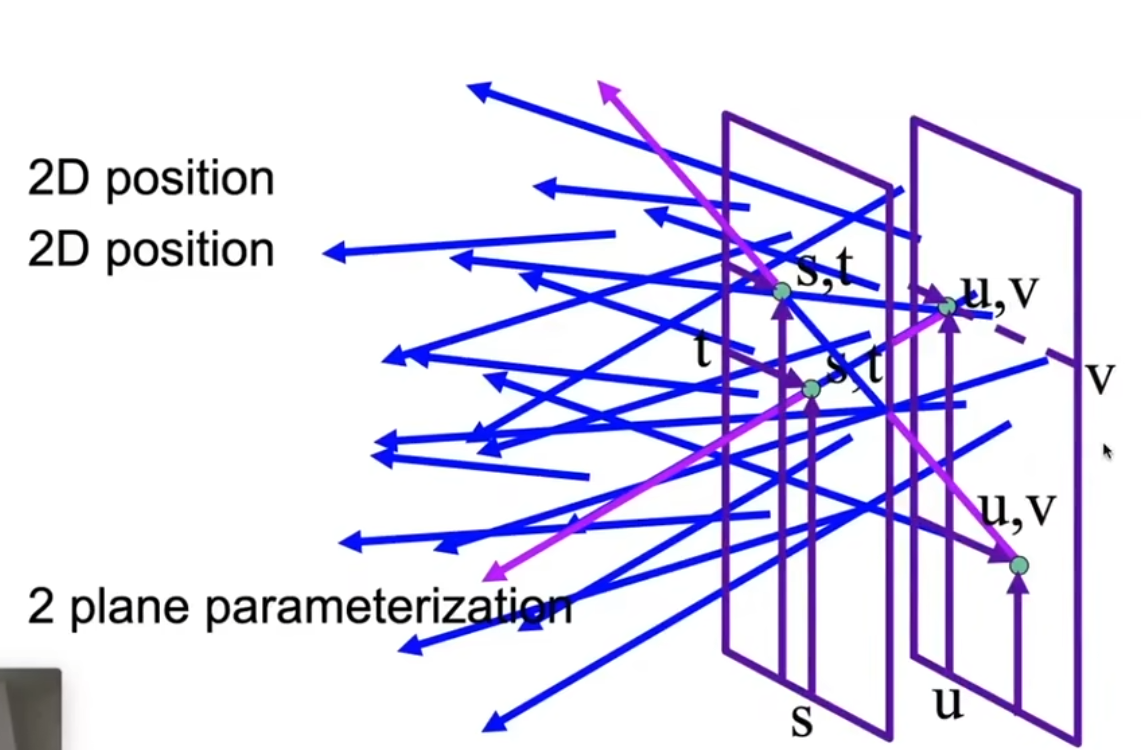 2D position
2D position
s,t
u,v
t
s,t
v
u,v
2 plane parameterization
u
s